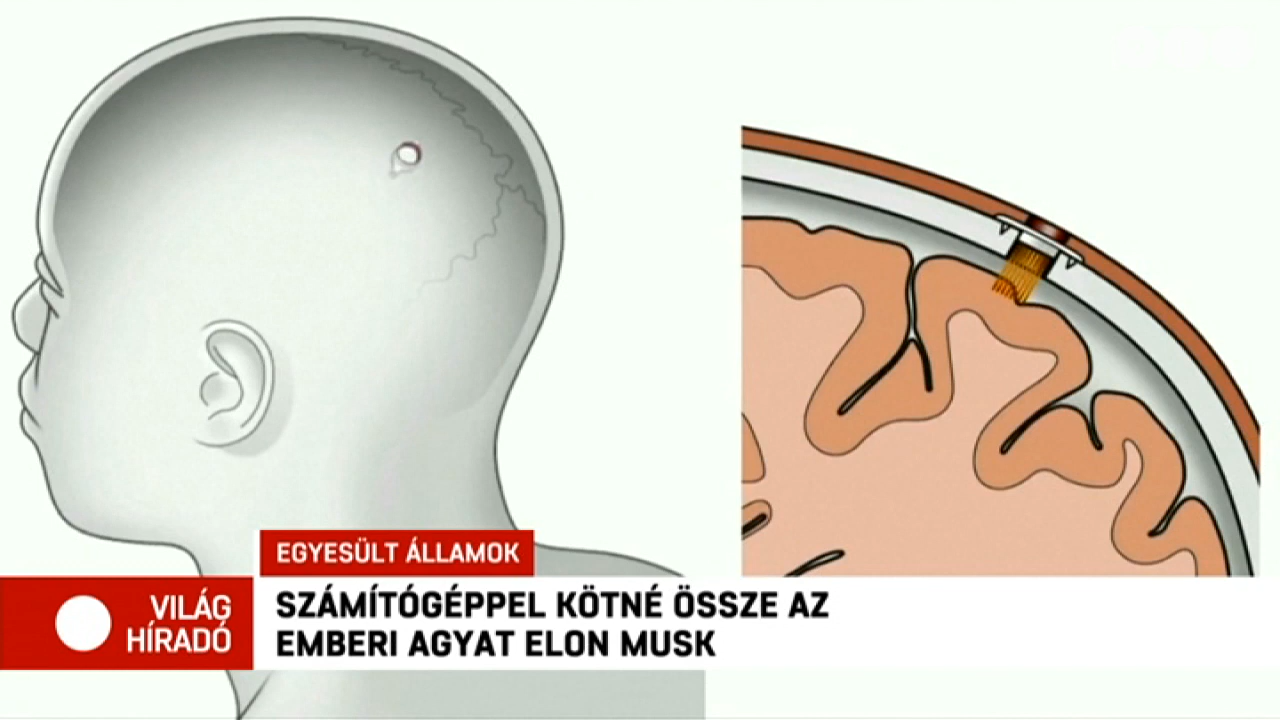 EGYESÜLT ÁLLAMOK
VILÁG
HÍRADÓ
SZÁMÍTÓGÉPPEL KÖTNÉ ÖSSZE AZ
EMBERI AGYAT ELON MUSK